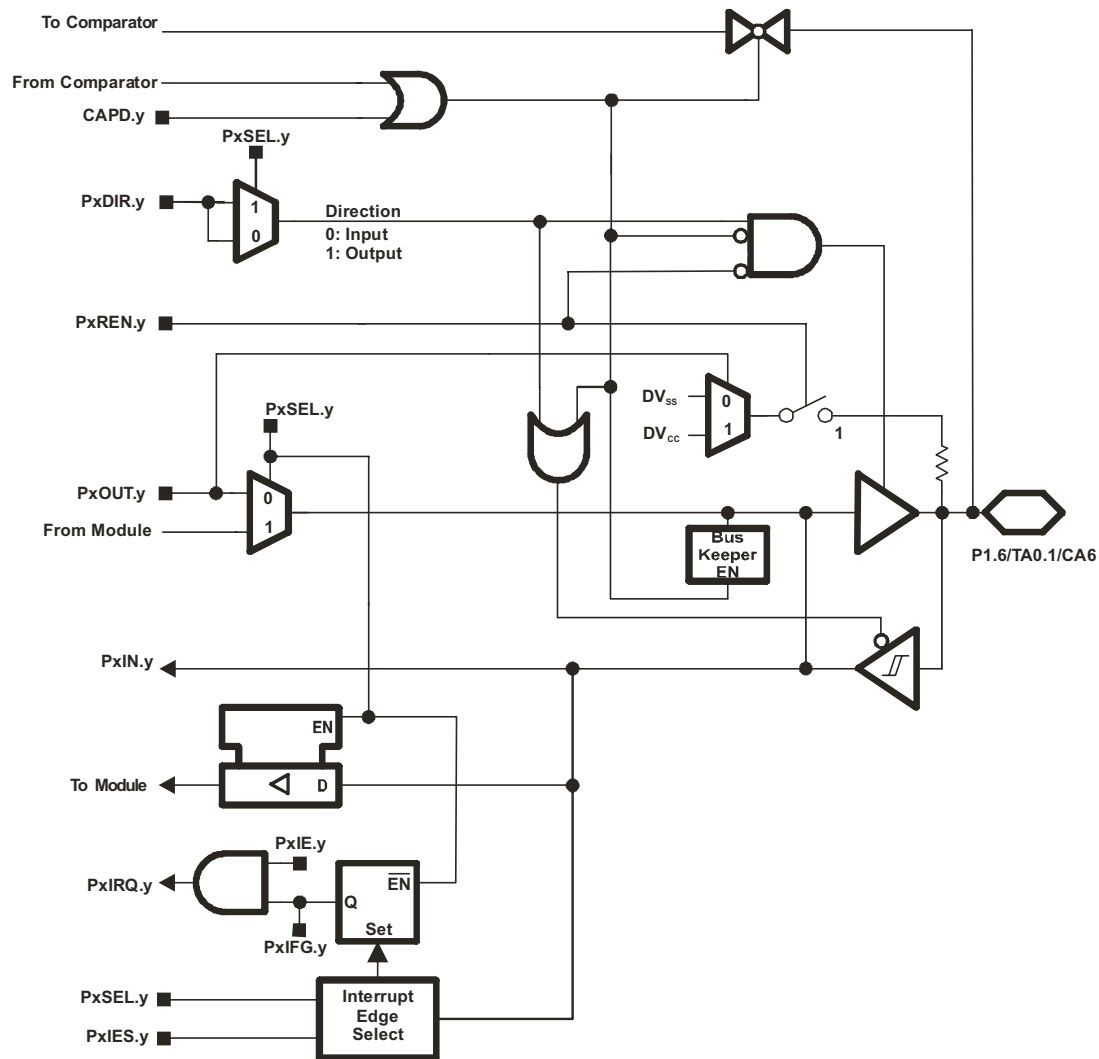 To Comparator
From Comparator
CAPD.y
PxSEL.y
PxDIR.y
1
0
Direction
0: Input
1: Output
PxREN.y
PxSEL.y
DVSS
0
DVCC
1
1
PxOUT.y
0
From Module
1
Bus
Keeper
EN
P1.6/TA0.1/CA6
PxIN.y
EN
To Module
D
PxIE.y
PxIRQ.y
EN
Q
PxIFG.y
Set
PxSEL.y
PxIES.y
Interrupt
Edge
Select